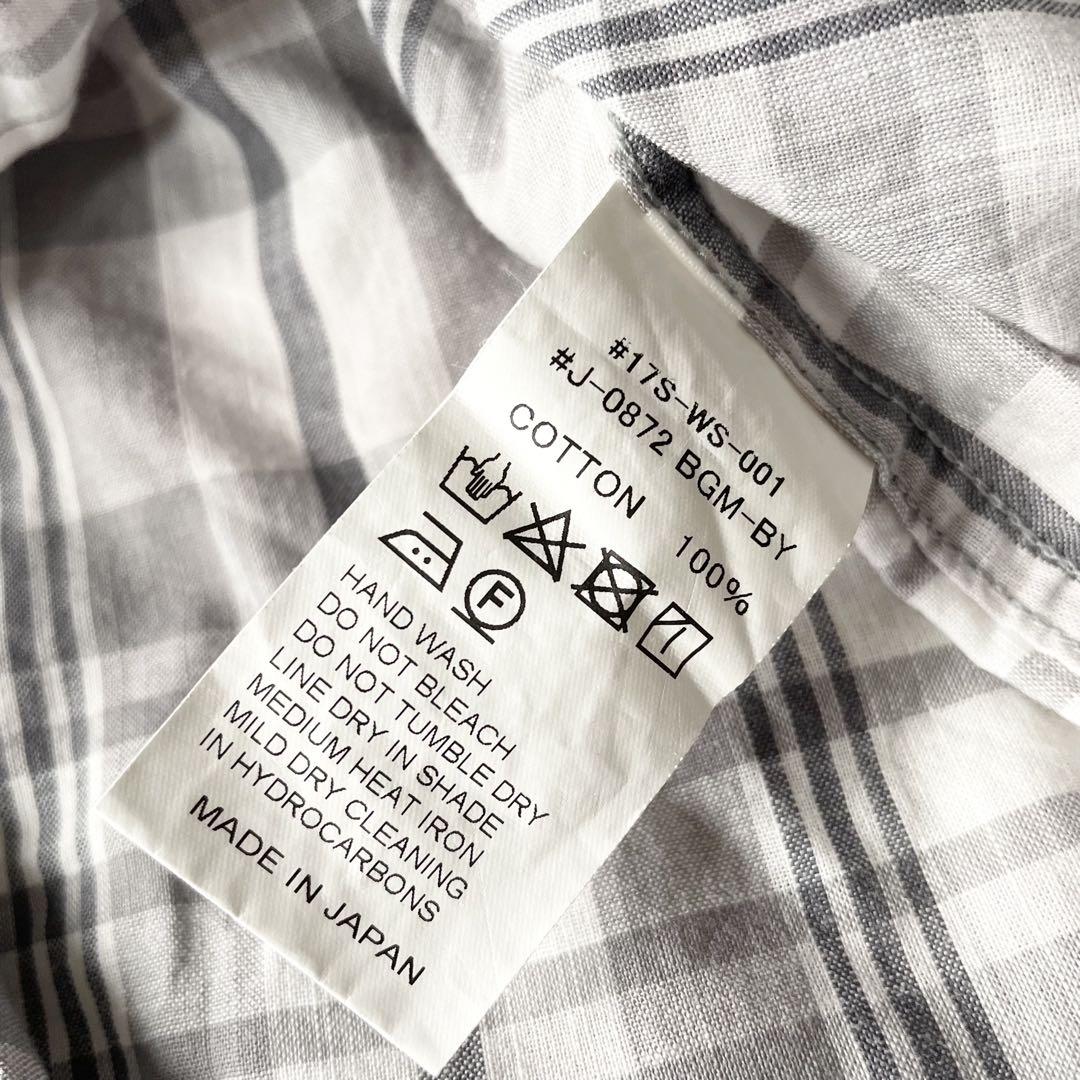 #17S-WS-001
#J-0872 BGM-BY
COTTON 100%
F
HAND WASH
DO NOT BLEACH
DO NOT TUMBLE DRY
LINE DRY IN SHADE
MEDIUM HEAT IRON
MILD DRY CLEANING
IN HYDROCARBONS
MADE IN JAPAN